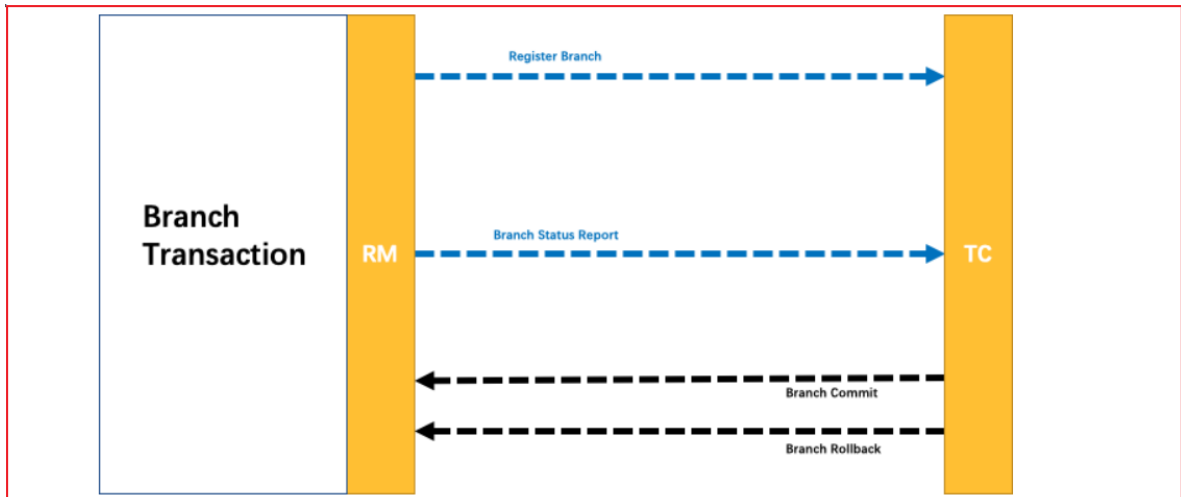 Register Branch
Branch
Transaction
RM
Branch Status Report
TC
Branch Commit
Branch Rollback